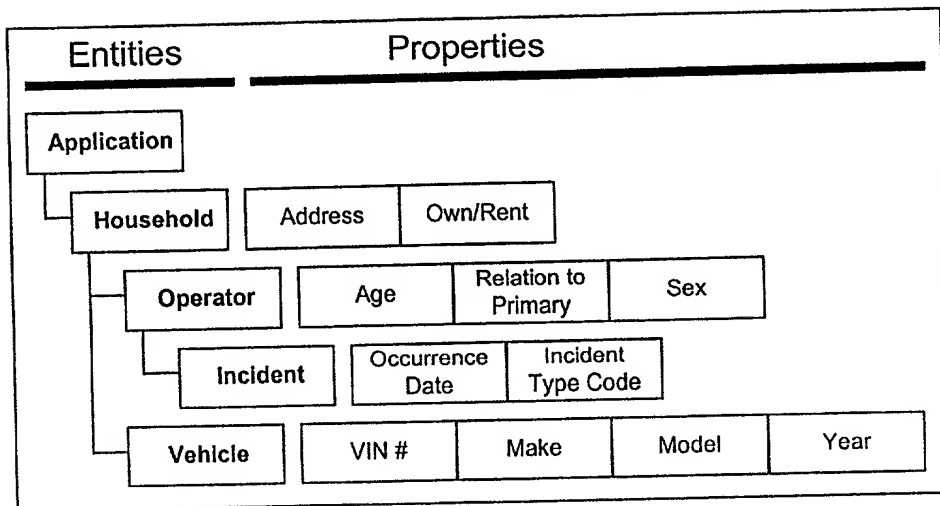 Entities Properties
Application
Household Address Own/Rent
Operator Age Relation to
Primary Sex
Incident Occurrence
Date Incident
Type Code
Vehicle VIN # Make Model Year